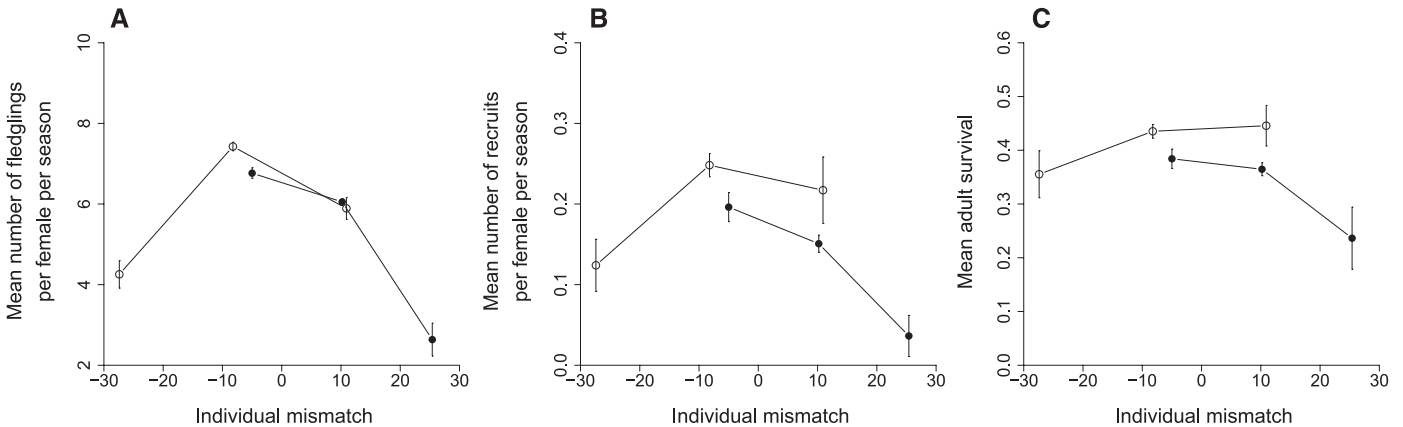 A
Mean number of fledglings
per female per season
10
8
6
4
2
−30 −20 −10 0 10 20 30
Individual mismatch
B
Mean number of recruits
per female per season
0.4
0.3
0.2
0.1
0.0
−30 −20 −10 0 10 20 30
Individual mismatch
C
Mean adult survival
0.6
0.5
0.4
0.3
0.2
0.1
0.0
−30 −20 −10 0 10 20 30
Individual mismatch